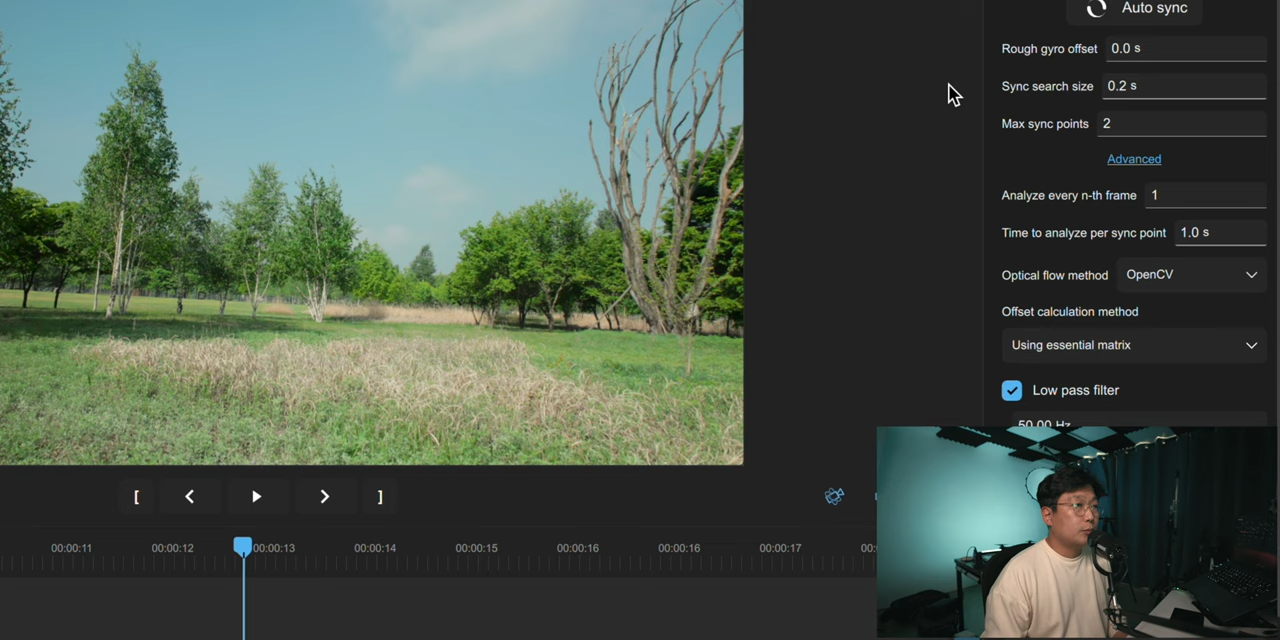 Auto sync
Rough gyro offset 0.0 s
Sync search size 0.2 s
Max sync points 2
Advanced
Analyze every n-th frame 1
Time to analyze per sync point 1.0 s
Optical flow method OpenCV
Offset calculation method
Using essential matrix
Low pass filter
50.00 Hz
[ ]
00:00:11 00:00:12 00:00:13 00:00:14 00:00:15 00:00:16 00:00:16 00:00:17